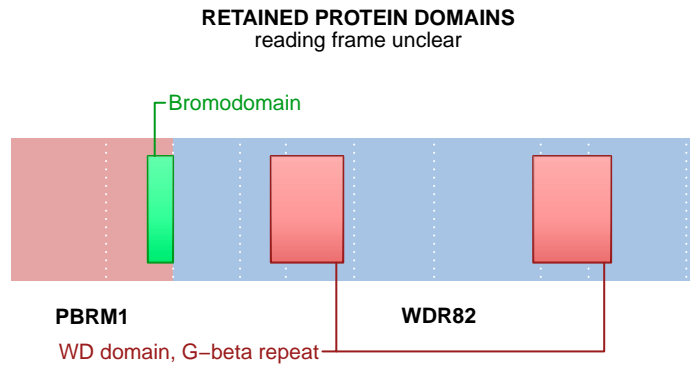 RETAINED PROTEIN DOMAINS
reading frame unclear
Bromodomain
PBRM1
WDR82
WD domain, G−beta repeat